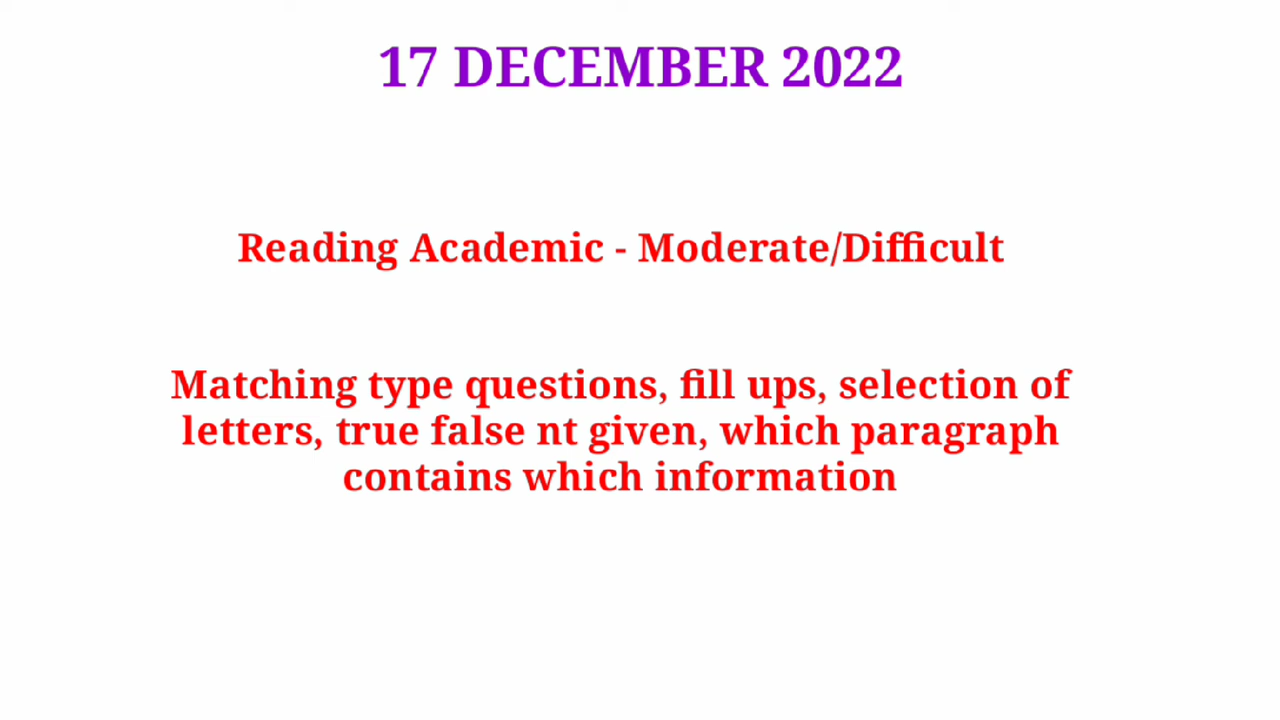 17 DECEMBER 2022
Reading Academic - Moderate/Difficult
Matching type questions, fill ups, selection of
letters, true false nt given, which paragraph
contains which information